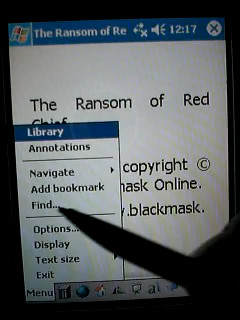 The Ransom of Re 12:17
The Ransom of Red
Library
Annotations
Navigate
copyright ©
Add bookmark
mask Online.
Find...
.blackmask.
Options...
Display
Text size
Exit
Menu